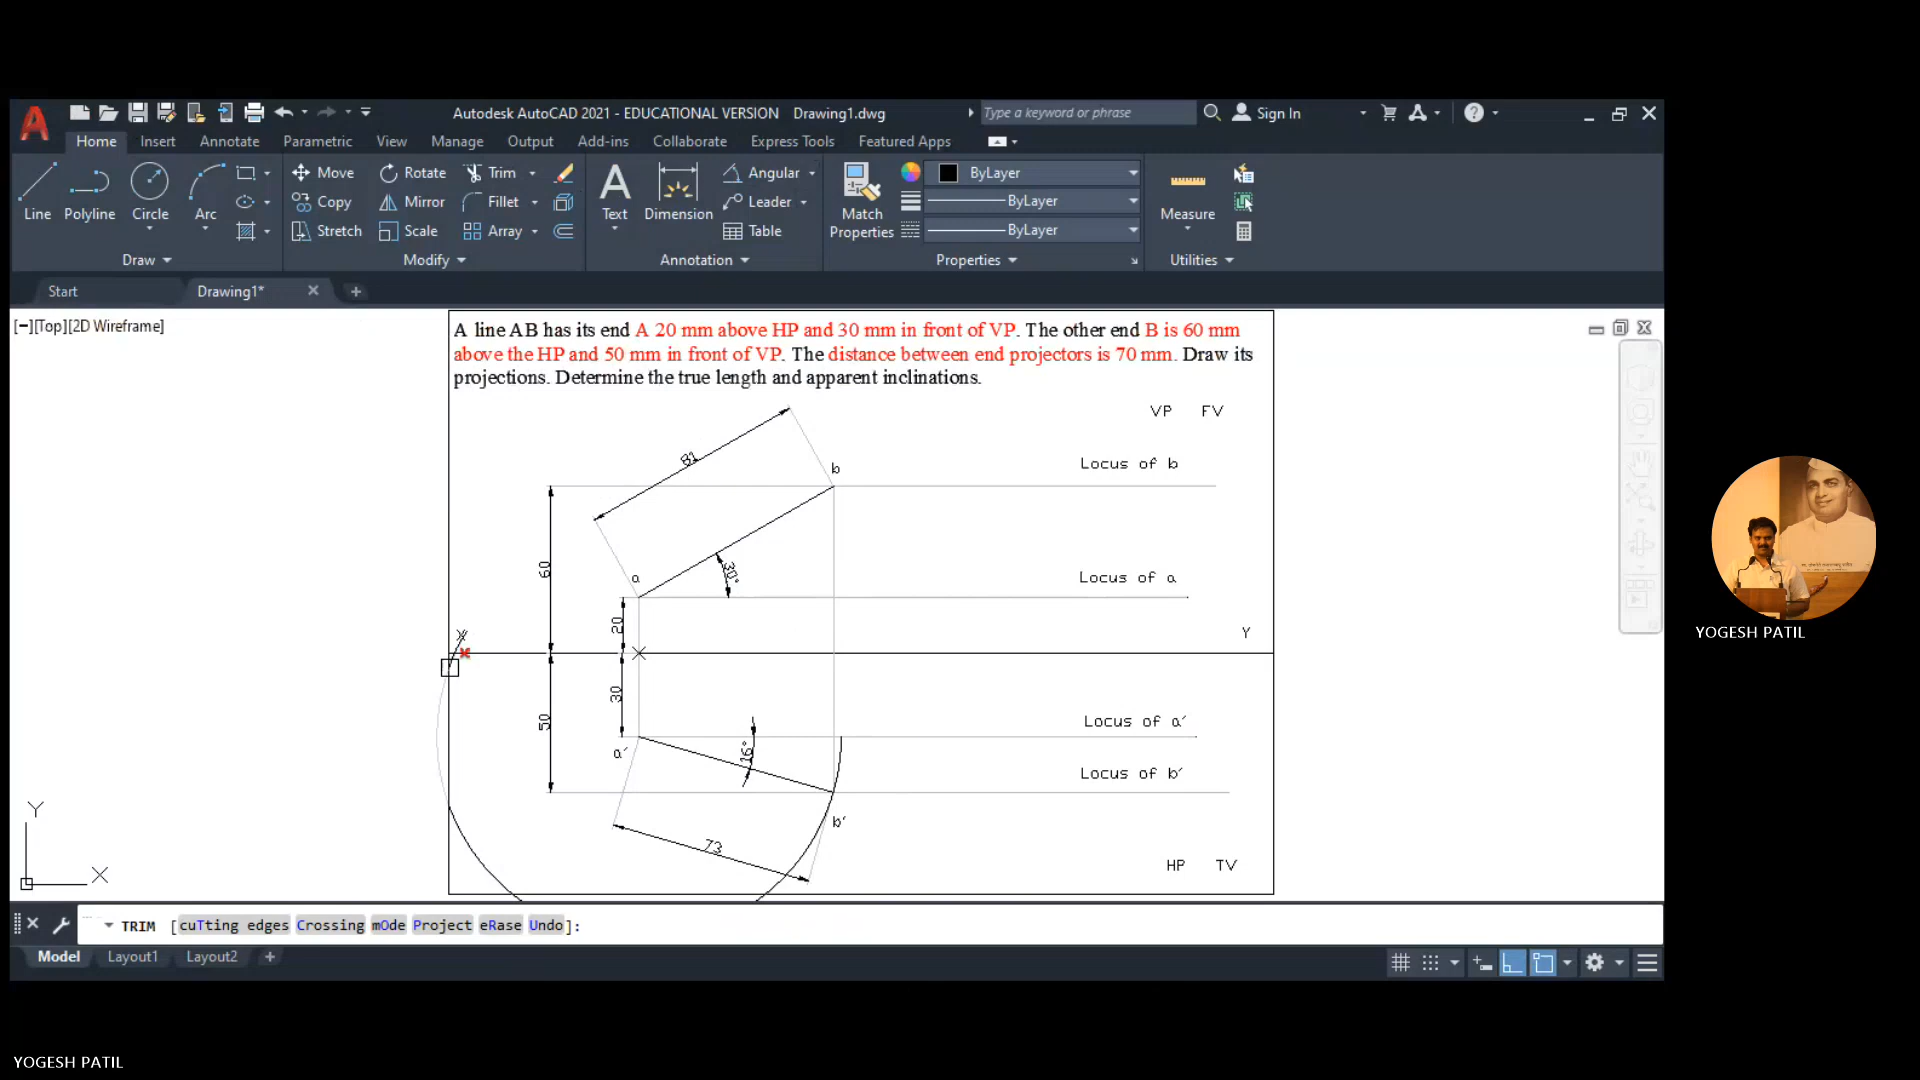 Autodesk AutoCAD 2021 - EDUCATIONAL VERSION Drawing1.dwg
Type a keyword or phrase
Sign In
Home Insert Annotate Parametric View Manage Output Add-ins Collaborate Express Tools Featured Apps
Line Polyline Circle Arc
Move Rotate Trim
Copy Mirror Fillet
Stretch Scale Array
Text Dimension
Angular
Leader
Table
Match Properties
ByLayer
ByLayer
ByLayer
Measure
Draw Modify Annotation Properties Utilities
Start Drawing1*
[−][Top][2D Wireframe]
A line AB has its end A 20 mm above HP and 30 mm in front of VP. The other end B is 60 mm
above the HP and 50 mm in front of VP. The distance between end projectors is 70 mm. Draw its
projections. Determine the true length and apparent inclinations.
VP FV
81
b
Locus of b
60
a
30°
Locus of a
20
X
Y
30
50
a'
16°
Locus of a'
Locus of b'
b'
73
HP TV
Y
X
TRIM [cuTting edges Crossing mOde Project eRase Undo]:
Model Layout1 Layout2
YOGESH PATIL
YOGESH PATIL